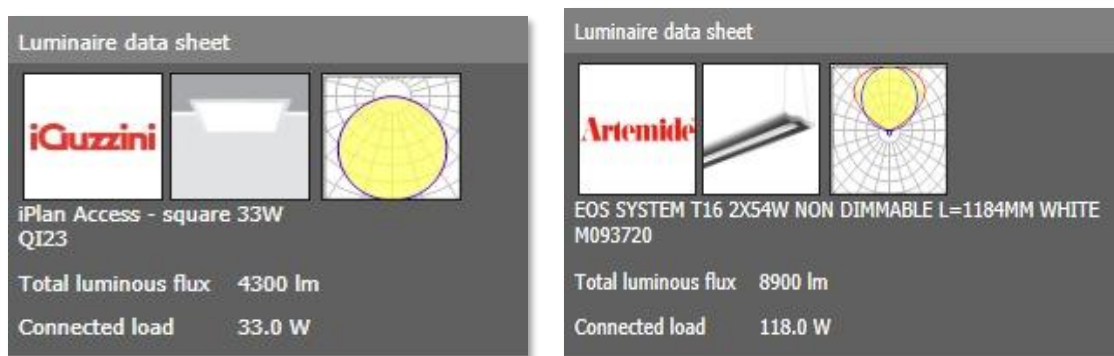 Luminaire data sheet
iGuzzini
iPlan Access - square 33W
QI23
Total luminous flux 4300 lm
Connected load 33.0 W
Luminaire data sheet
Artemide
EOS SYSTEM T16 2X54W NON DIMMABLE L=1184MM WHITE
M093720
Total luminous flux 8900 lm
Connected load 118.0 W